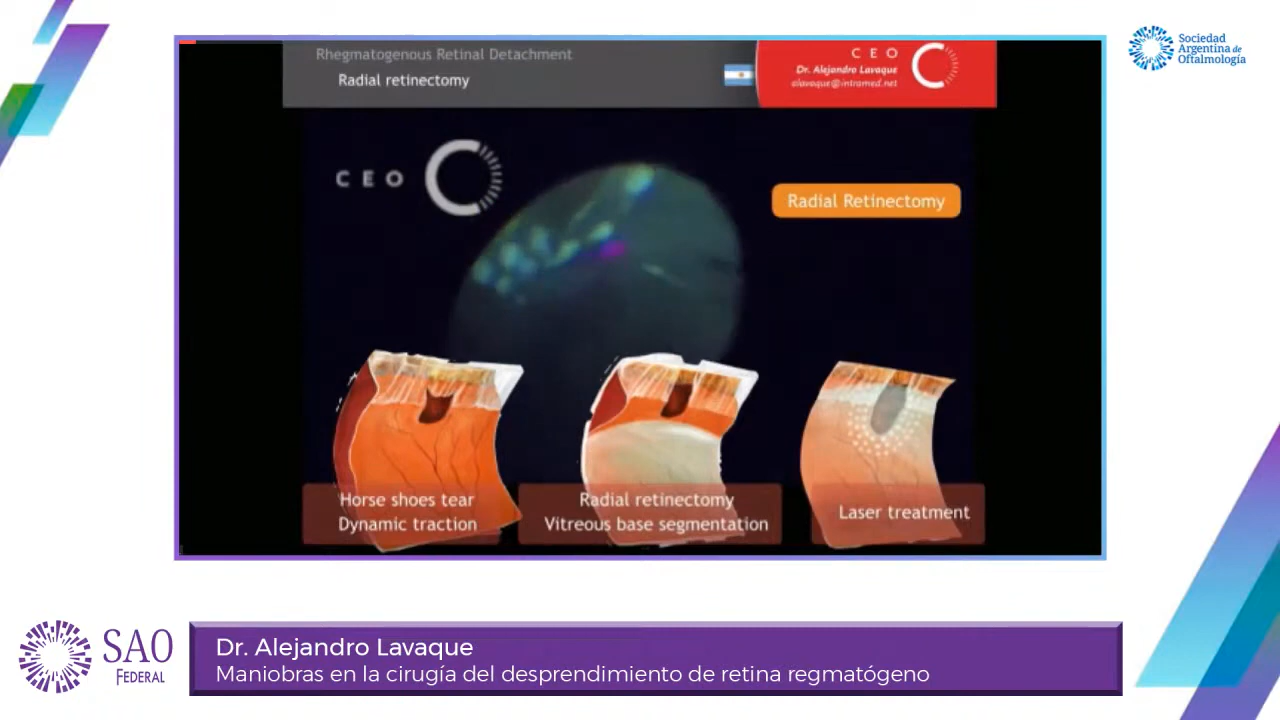 Rhegmatogenous Retinal Detachment
Radial retinectomy
C E O
Dr. Alejandro Lavaque
alavaque@intramed.net
Sociedad
Argentina de
Oftalmología
C E O
Radial Retinectomy
Horse shoes tear
Dynamic traction
Radial retinectomy
Vitreous base segmentation
Laser treatment
SAO
FEDERAL
Dr. Alejandro Lavaque
Maniobras en la cirugía del desprendimiento de retina regmatógeno